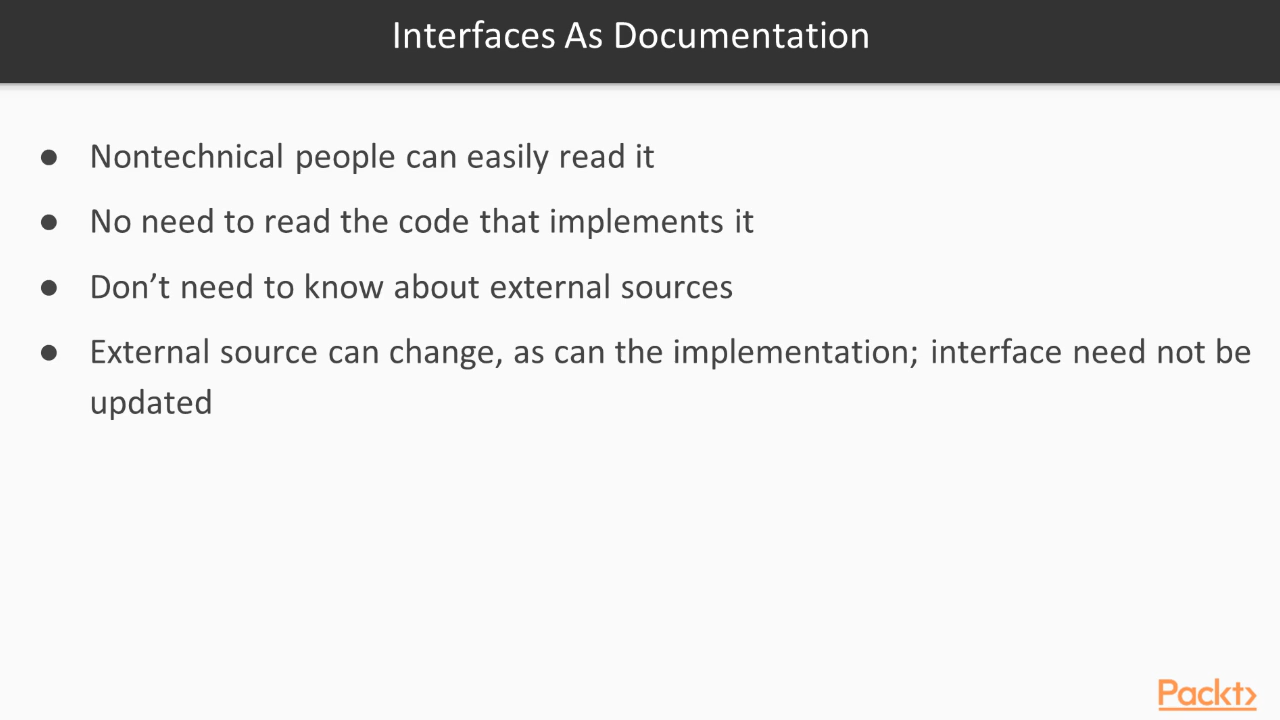 Interfaces As Documentation
● Nontechnical people can easily read it
● No need to read the code that implements it
● Don’t need to know about external sources
● External source can change, as can the implementation; interface need not be
updated
Packt>